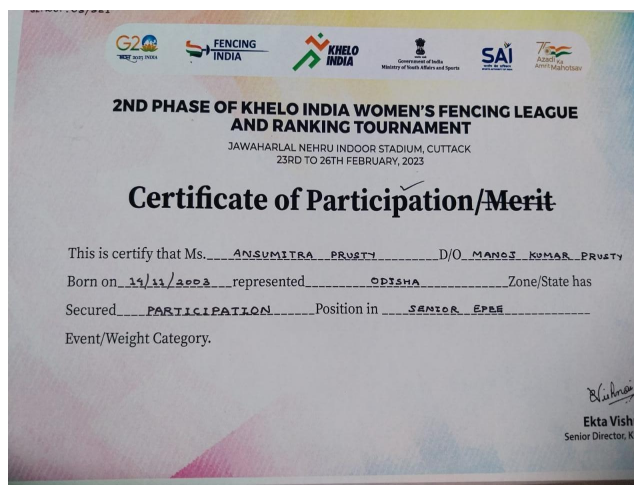 G20
2023 INDIA
FENCING
INDIA
KHELO
INDIA
Government of India
Ministry of Youth Affairs and Sports
SAI
Azadi Ka
Amrit Mahotsav
2ND PHASE OF KHELO INDIA WOMEN'S FENCING LEAGUE
AND RANKING TOURNAMENT
JAWAHARLAL NEHRU INDOOR STADIUM, CUTTACK
23RD TO 26TH FEBRUARY, 2023
Certificate of Participation/Merit
This is certify that Ms. ANSUMITRA PRUSTY D/O MANOJ KUMAR PRUSTY
Born on 14/11/2003 represented ODISHA Zone/State has
Secured PARTICIPATION Position in SENIOR EPEE
Event/Weight Category.
Ekta Vish
Senior Director, K